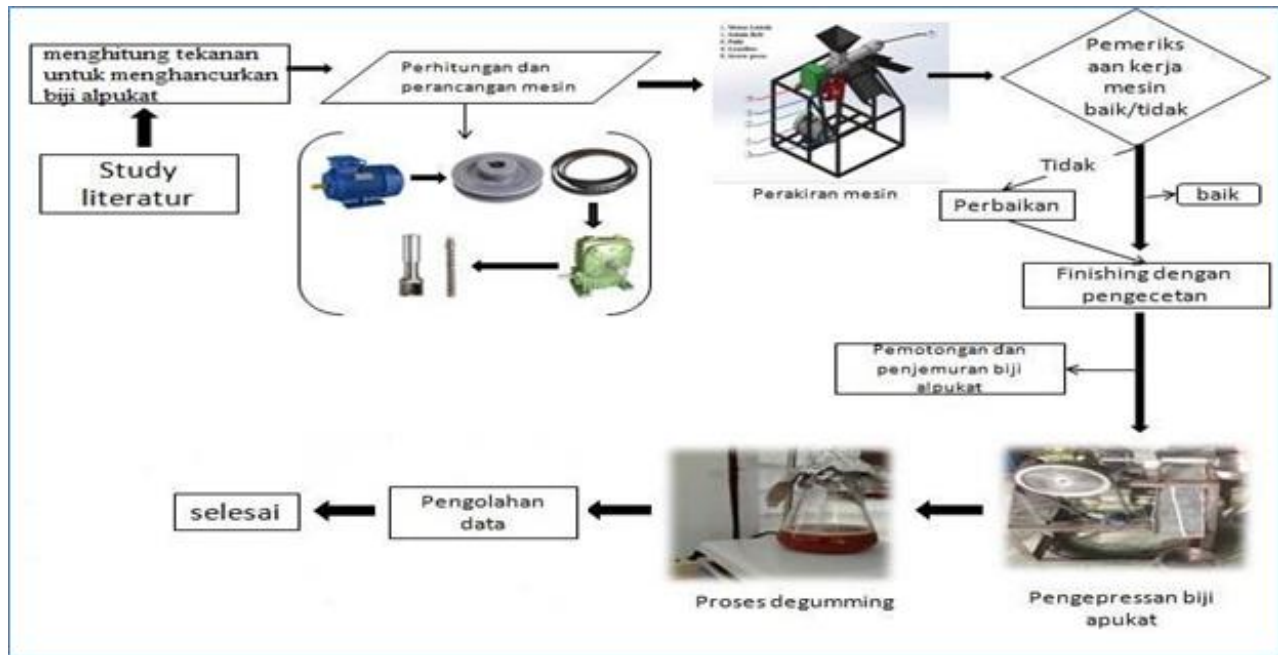 menghitung tekanan
untuk menghancurkan
biji alpukat
Study
literatur
Perhitungan dan
perancangan mesin
Perakiran mesin
Pemeriks
aan kerja
mesin
baik/tidak
Tidak
Perbaikan
baik
Finishing dengan
pengecetan
Pemotongan dan
penjemuran biji
alpukat
Pengepressan biji
apukat
Proses degumming
Pengolahan
data
selesai